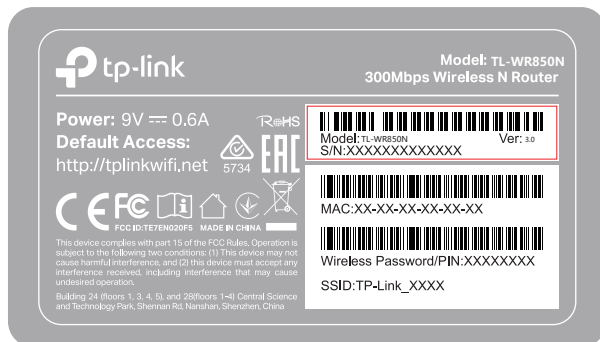 tp-link
Model: TL-WR850N
300Mbps Wireless N Router
Power: 9V 0.6A
Default Access:
http://tplinkwifi.net
RoHS
5734
EAC
Model:TL-WR850N Ver: 3.0
S/N:XXXXXXXXXXXXX
MAC:XX-XX-XX-XX-XX-XX
Wireless Password/PIN:XXXXXXXX
SSID:TP-Link_XXXX
CE FC
FCC ID:TE7EN020F5 MADE IN CHINA
This device complies with part 15 of the FCC Rules. Operation is
subject to the following two conditions: (1) This device may not
cause harmful interference, and (2) this device must accept any
interference received, including interference that may cause
undesired operation.
Building 24 (floors 1, 3, 4, 5), and 28(floors 1-4) Central Science
and Technology Park, Shennan Rd, Nanshan, Shenzhen, China